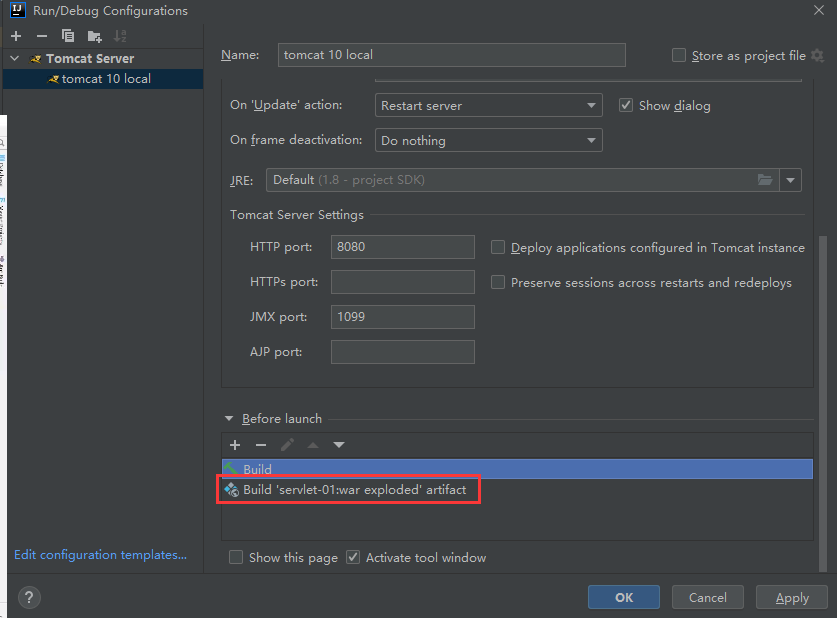 Run/Debug Configurations
Tomcat Server
tomcat 10 local
Name: tomcat 10 local Store as project file
On 'Update' action: Restart server Show dialog
On frame deactivation: Do nothing
JRE: Default (1.8 - project SDK)
Tomcat Server Settings
HTTP port: 8080 Deploy applications configured in Tomcat instance
HTTPs port: Preserve sessions across restarts and redeploys
JMX port: 1099
AJP port:
Before launch
Build
Build 'servlet-01:war exploded' artifact
Edit configuration templates...
Show this page Activate tool window
? OK Cancel Apply